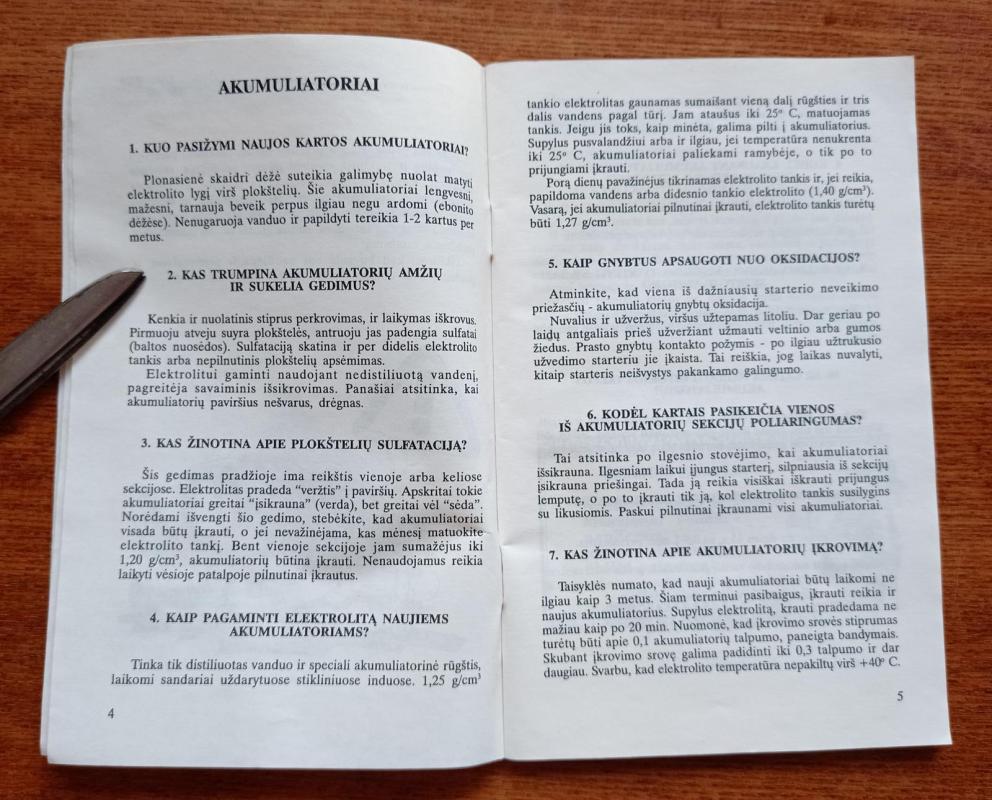 AKUMULIATORIAI
1. KUO PASIŽYMI NAUJOS KARTOS AKUMULIATORIAI?
Plonasienė skaidri dėžė suteikia galimybę nuolat matyti
elektrolito lygį virš plokštelių. Šie akumuliatoriai lengvesni,
mažesni, tarnauja beveik perpus ilgiau negu ardomi (ebonito
dėžėse). Nenugaruoja vanduo ir papildyti tereikia 1-2 kartus per
metus.
2. KAS TRUMPINA AKUMULIATORIŲ AMŽIŲ
IR SUKELIA GEDIMUS?
Kenkia ir nuolatinis stiprus perkrovimas, ir laikymas iškrovus.
Pirmuoju atveju suyra plokštelės, antruoju jas padengia sulfatai
(baltos nuosėdos). Sulfataciją skatina ir per didelis elektrolito
tankis arba nepilnutinis plokštelių apsėmimas.
Elektrolitui gaminti naudojant nedistiliuotą vandenį,
pagreitėja savaiminis išsikrovimas. Panašiai atsitinka, kai
akumuliatorių paviršius nešvarus, drėgnas.
3. KAS ŽINOTINA APIE PLOKŠTELIŲ SULFATACIJĄ?
Šis gedimas pradžioje ima reikštis vienoje arba keliose
sekcijose. Elektrolitas pradeda “veržtis” į paviršių. Apskritai tokie
akumuliatoriai greitai “įsikrauna” (verda), bet greitai vėl “sėda”.
Norėdami išvengti šio gedimo, stebėkite, kad akumuliatoriai
visada būtų įkrauti, o jei nevažinėjama, kas mėnesį matuokite
elektrolito tankį. Bent vienoje sekcijoje jam sumažėjus iki
1,20 g/cm³, akumuliatorių būtina įkrauti. Nenaudojamus reikia
laikyti vėsioje patalpoje pilnutinai įkrautus.
4. KAIP PAGAMINTI ELEKTROLITĄ NAUJIEMS
AKUMULIATORIAMS?
Tinka tik distiliuotas vanduo ir speciali akumuliatorinė rūgštis,
laikomi sandariai uždarytuose stikliniuose induose. 1,25 g/cm³
4
tankio elektrolitas gaunamas sumaišant vieną dalį rūgšties ir tris
dalis vandens pagal tūrį. Jam ataušus iki 25° C, matuojamas
tankis. Jeigu jis toks, kaip minėta, galima pilti į akumuliatorius.
Supylus pusvalandžiui arba ir ilgiau, jei temperatūra nenukrenta
iki 25° C, akumuliatoriai paliekami ramybėje, o tik po to
prijungiami įkrauti.
Porą dienų pavažinėjus tikrinamas elektrolito tankis ir, jei reikia,
papildoma vandens arba didesnio tankio elektrolito (1,40 g/cm³).
Vasarą, jei akumuliatoriai pilnutinai įkrauti, elektrolito tankis turėtų
būti 1,27 g/cm³.
5. KAIP GNYBTUS APSAUGOTI NUO OKSIDACIJOS?
Atminkite, kad viena iš dažniausių starterio neveikimo
priežasčių - akumuliatorių gnybtų oksidacija.
Nuvalius ir užveržus, viršus užtepamas litoliu. Dar geriau po
laidų antgaliais prieš užveržiant užmauti veltinio arba gumos
žiedus. Prasto gnybtų kontakto požymis - po ilgiau užtrukusio
užvedimo starteriu jie įkaista. Tai reiškia, jog laikas nuvalyti,
kitaip starteris neišvystys pakankamo galingumo.
6. KODĖL KARTAIS PASIKEIČIA VIENOS
IŠ AKUMULIATORIŲ SEKCIJŲ POLIARINGUMAS?
Tai atsitinka po ilgesnio stovėjimo, kai akumuliatoriai
išsikrauna. Ilgesniam laikui įjungus starterį, silpniausia iš sekcijų
įsikrauna priešingai. Tada ją reikia visiškai iškrauti prijungus
lemputę, o po to įkrauti tik ją, kol elektrolito tankis susilygins
su likusiomis. Paskui pilnutinai įkraunami visi akumuliatoriai.
7. KAS ŽINOTINA APIE AKUMULIATORIŲ ĮKROVIMĄ?
Taisyklės numato, kad nauji akumuliatoriai būtų laikomi ne
ilgiau kaip 3 metus. Šiam terminui pasibaigus, įkrauti reikia ir
naujus akumuliatorius. Supylus elektrolitą, krauti pradedama ne
mažiau kaip po 20 min. Nuomonė, kad įkrovimo srovės stiprumas
turėtų būti apie 0,1 akumuliatorių talpumo, paneigta bandymais.
Skubant įkrovimo srovę galima padidinti iki 0,3 talpumo ir dar
daugiau. Svarbu, kad elektrolito temperatūra nepakiltų virš +40° C.
5